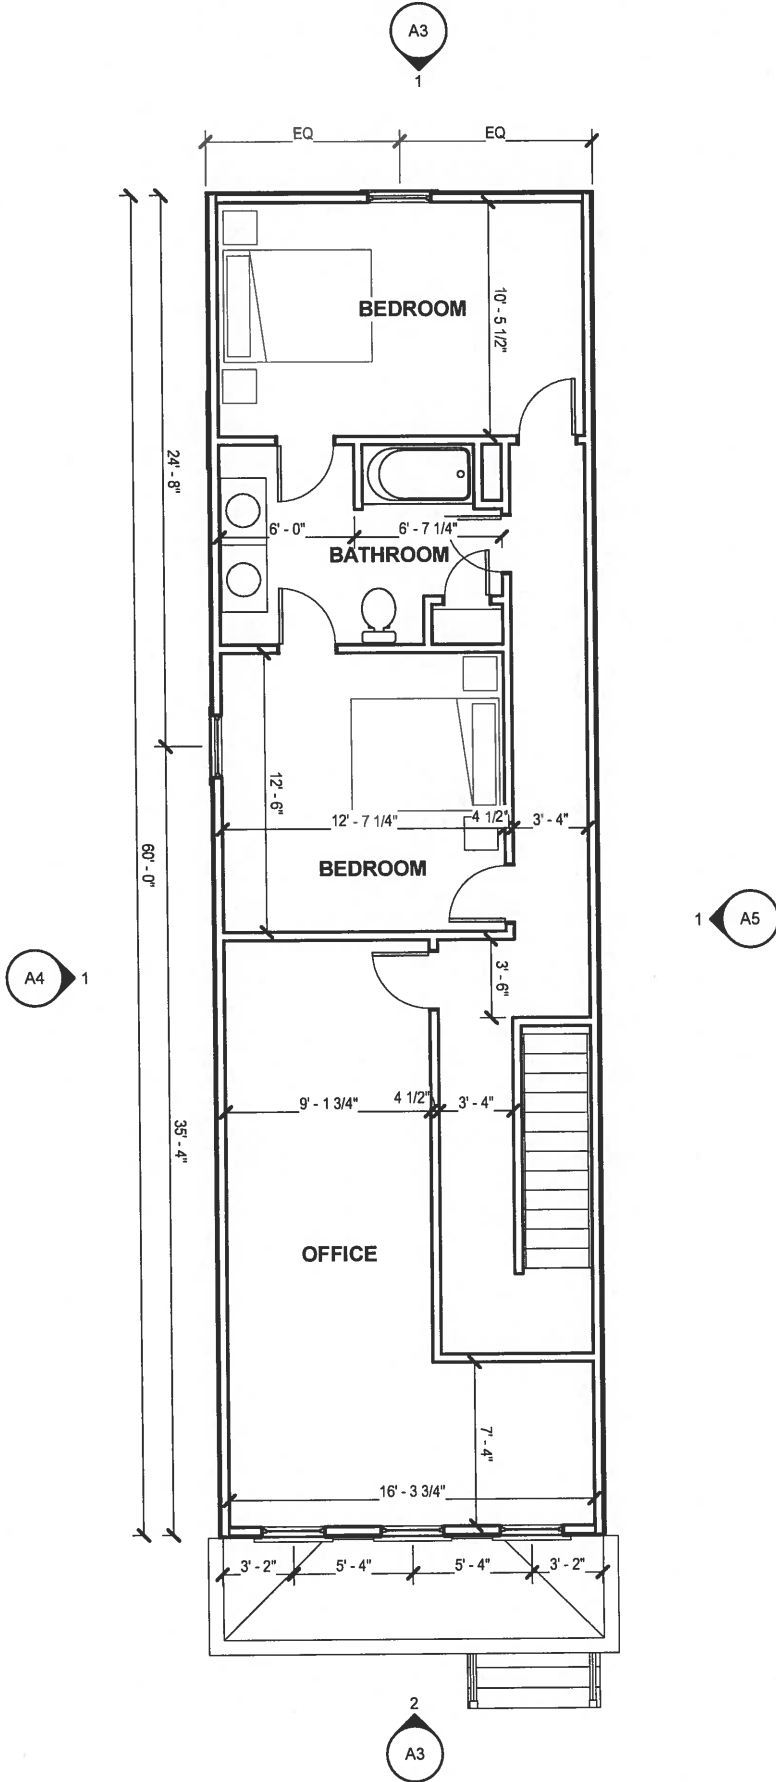 A3
1
EQ
EQ
BEDROOM
10' - 5 1/2"
24' - 8"
6' - 0"
6' - 7 1/4"
BATHROOM
12' - 6"
12' - 7 1/4"
4 1/2"
3' - 4"
60' - 0"
BEDROOM
1
A5
A4
1
3' - 6"
9' - 1 3/4"
4 1/2"
3' - 4"
35' - 4"
OFFICE
7' - 4"
16' - 3 3/4"
3' - 2"
5' - 4"
5' - 4"
3' - 2"
2
A3